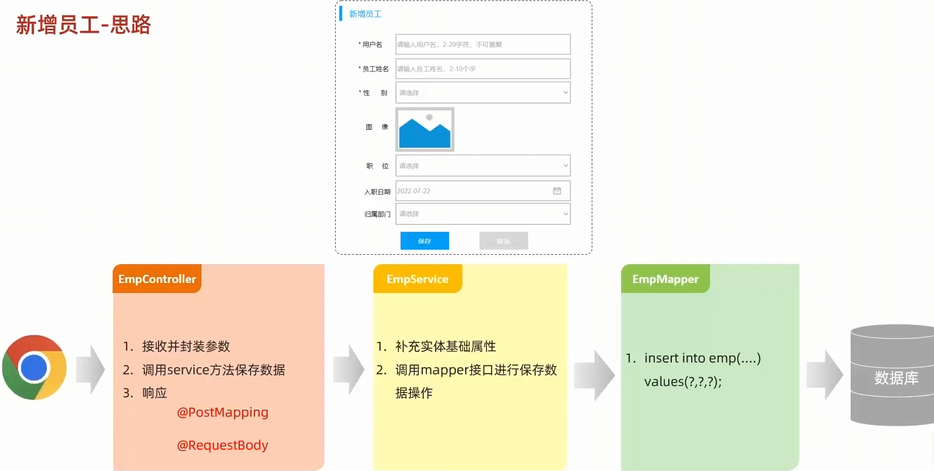 新增员工-思路
新增员工
* 用户名 请输入用户名，2-20字符，不可重复
* 员工姓名 请输入员工姓名，2-10个字
* 性 别 请选择
图 像
职 位 请选择
入职日期 2022-07-22
归属部门 请选择
保存
EmpController
1. 接收并封装参数
2. 调用service方法保存数据
3. 响应
@PostMapping
@RequestBody
EmpService
1. 补充实体基础属性
2. 调用mapper接口进行保存数
据操作
EmpMapper
1. insert into emp(....)
values(?,?,?);
数据库